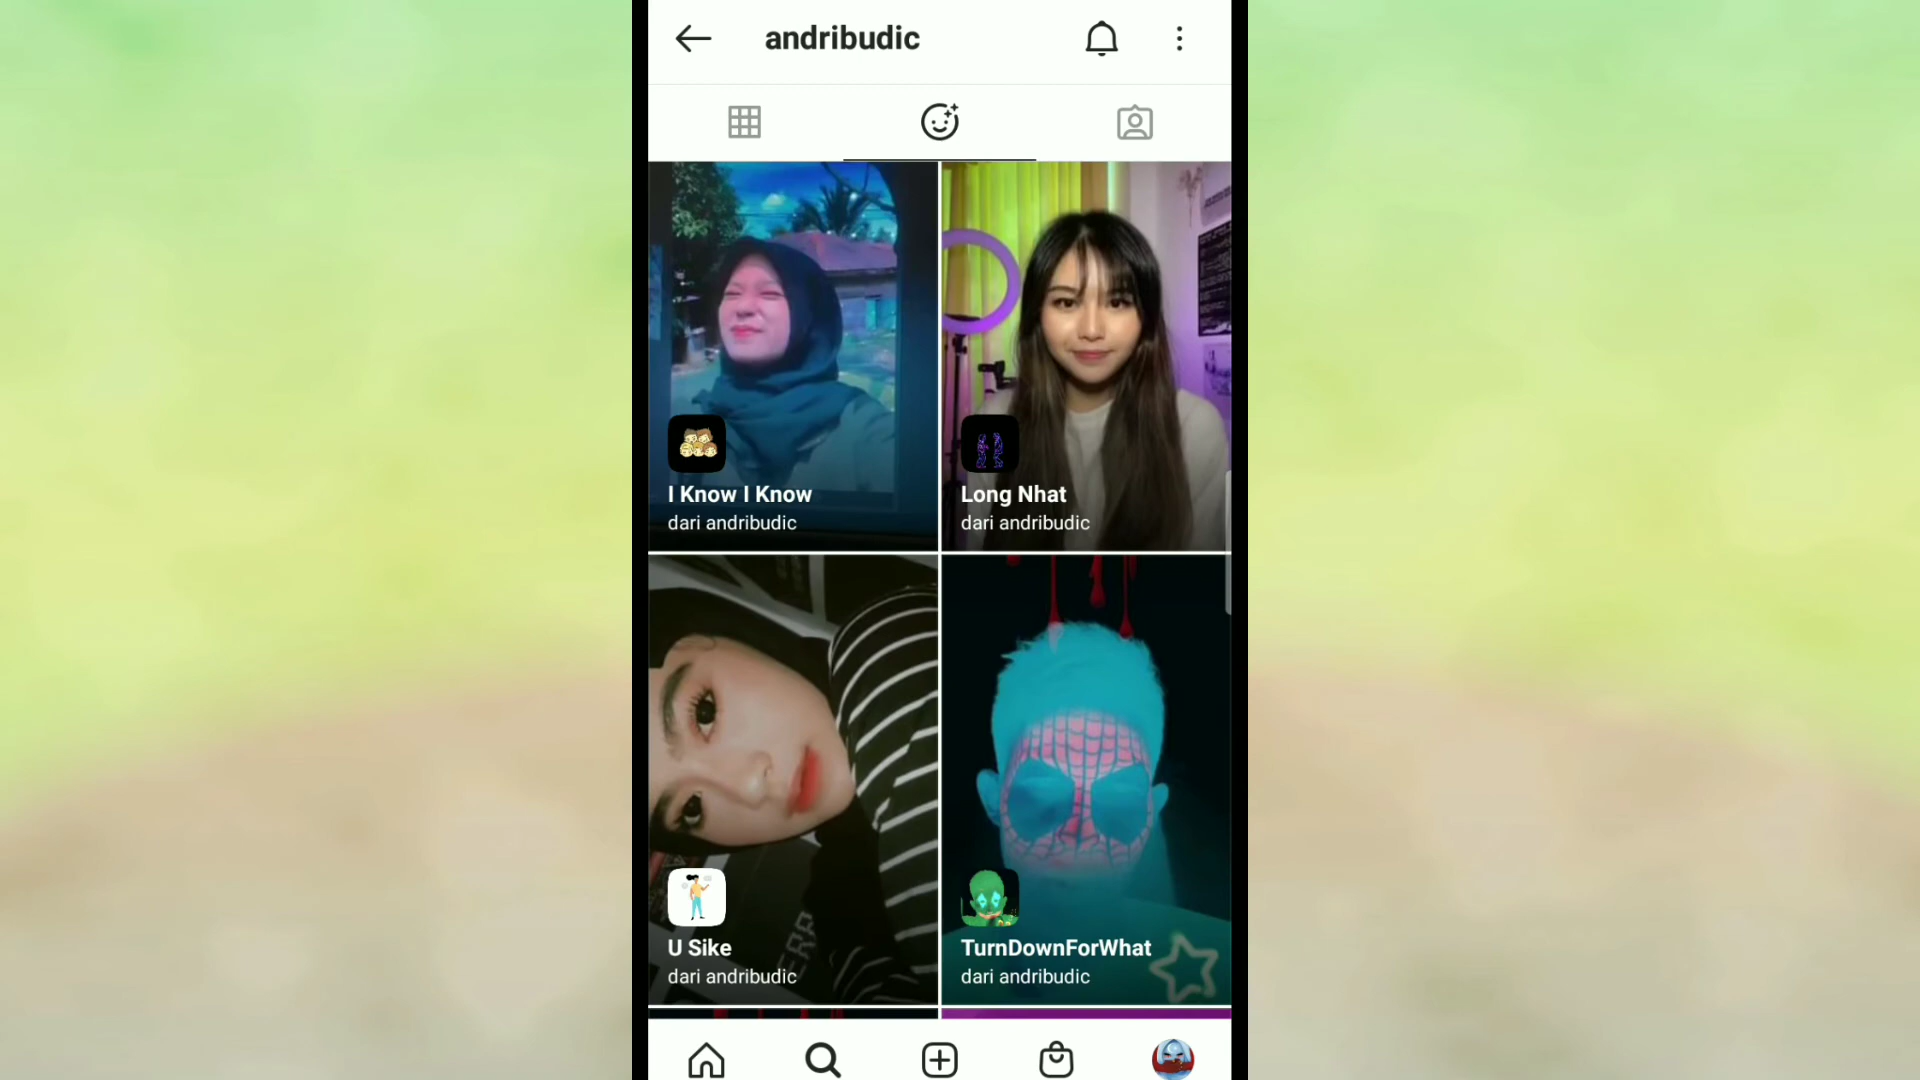 andribudic
I Know I Know
dari andribudic
Long Nhat
dari andribudic
U Sike
dari andribudic
TurnDownForWhat
dari andribudic